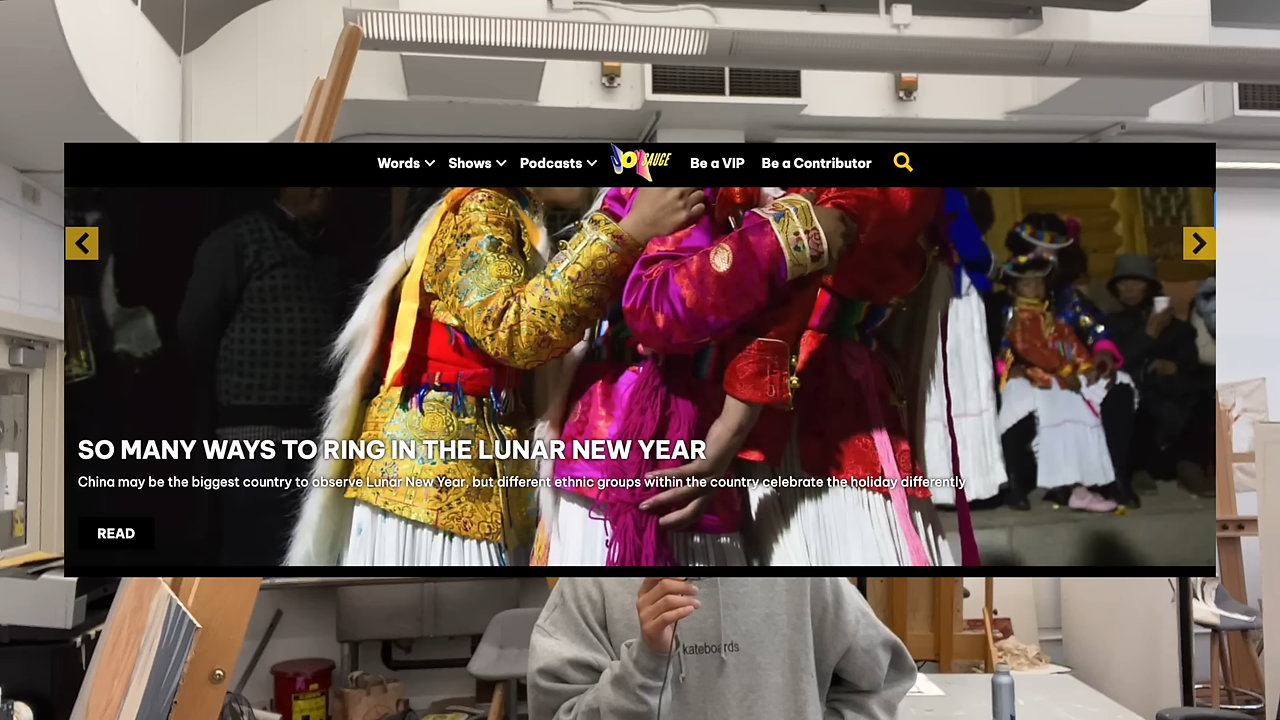 Words Shows Podcasts JOYSAUCE Be a VIP Be a Contributor
SO MANY WAYS TO RING IN THE LUNAR NEW YEAR
China may be the biggest country to observe Lunar New Year, but different ethnic groups within the country celebrate the holiday differently
READ
kateboards